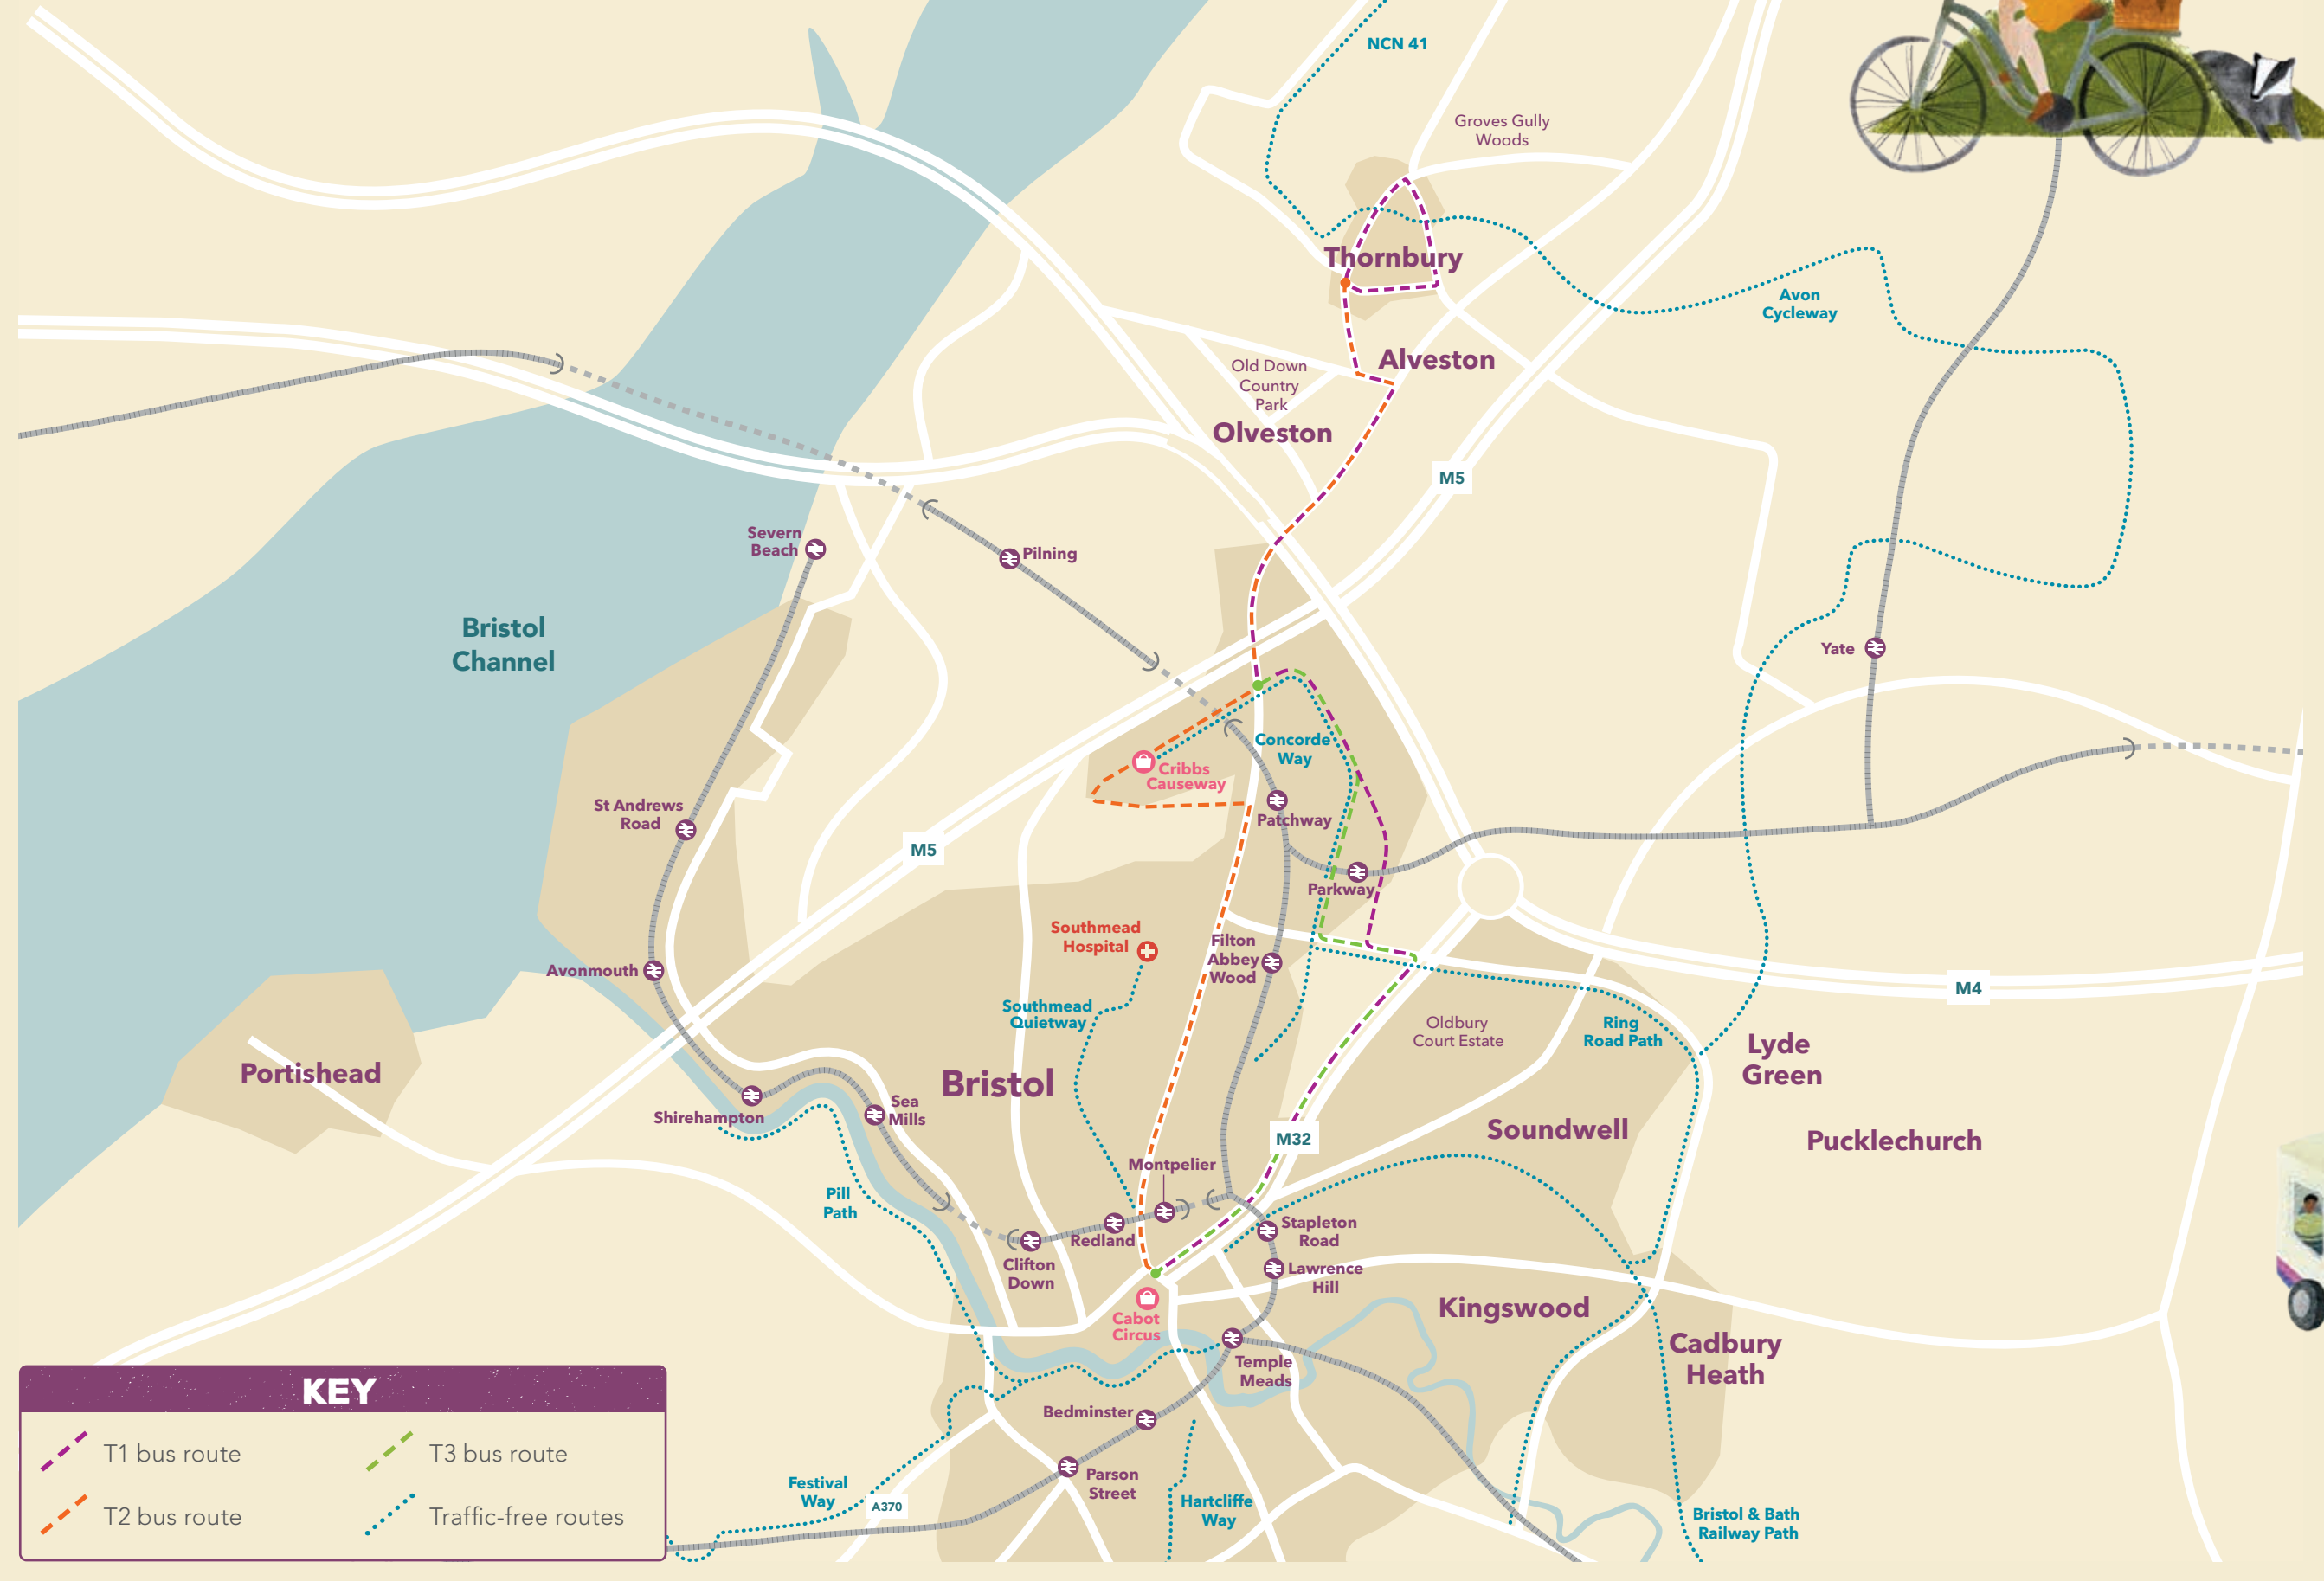 NCN 41
Groves Gully
Woods
Thornbury
Avon
Cycleway
Alveston
Old Down
Country
Park
Olveston
M5
Severn
Beach
Pilning
Bristol
Channel
Yate
Concorde
Way
Cribbs
Causeway
St Andrews
Road
Patchway
M5
Parkway
Southmead
Hospital
Filton
Abbey
Wood
Avonmouth
M4
Southmead
Quietway
Oldbury
Court Estate
Ring
Road Path
Lyde
Green
Portishead
Bristol
Sea
Mills
Shirehampton
M32
Soundwell
Pucklechurch
Montpelier
Pill
Path
Stapleton
Road
Redland
Clifton
Down
Lawrence
Hill
Kingswood
Cabot
Circus
Cadbury
Heath
Temple
Meads
Bedminster
Parson
Street
Festival
Way
A370
Hartcliffe
Way
Bristol & Bath
Railway Path
KEY
T1 bus route
T3 bus route
T2 bus route
Traffic-free routes